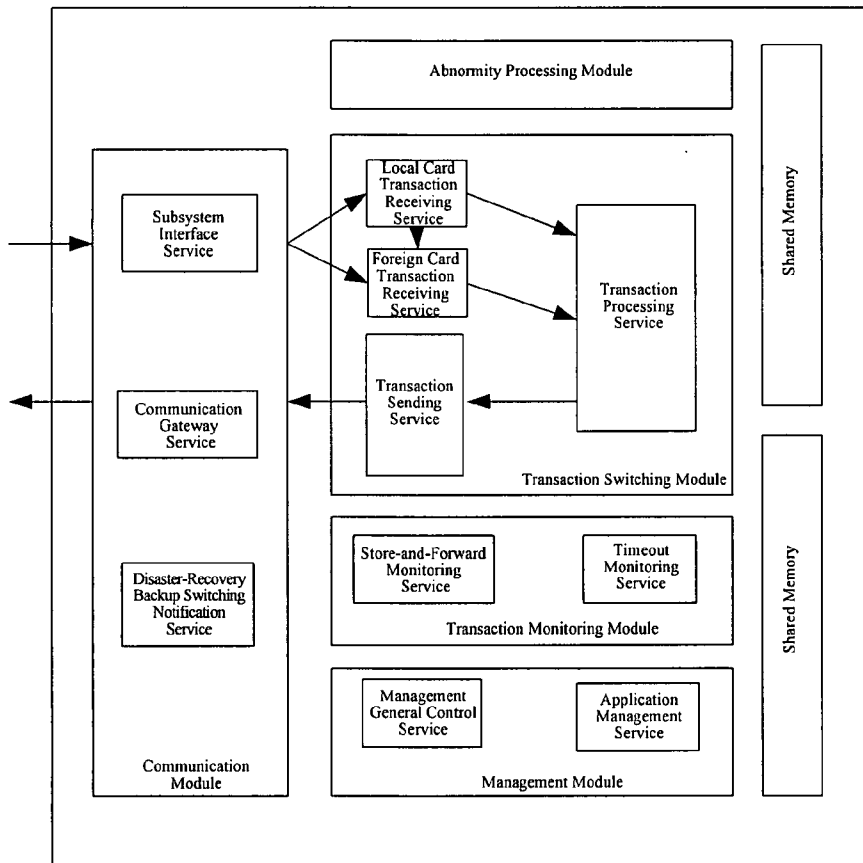 Abnormity Processing Module
Shared Memory
Subsystem
Interface
Service
Communication
Gateway
Service
Disaster-Recovery
Backup Switching
Notification
Service
Communication
Module
Local Card
Transaction
Receiving
Service
Foreign Card
Transaction
Receiving
Service
Transaction
Processing
Service
Transaction
Sending
Service
Transaction Switching Module
Store-and-Forward
Monitoring
Service
Timeout
Monitoring
Service
Transaction Monitoring Module
Shared Memory
Management
General Control
Service
Application
Management
Service
Management Module